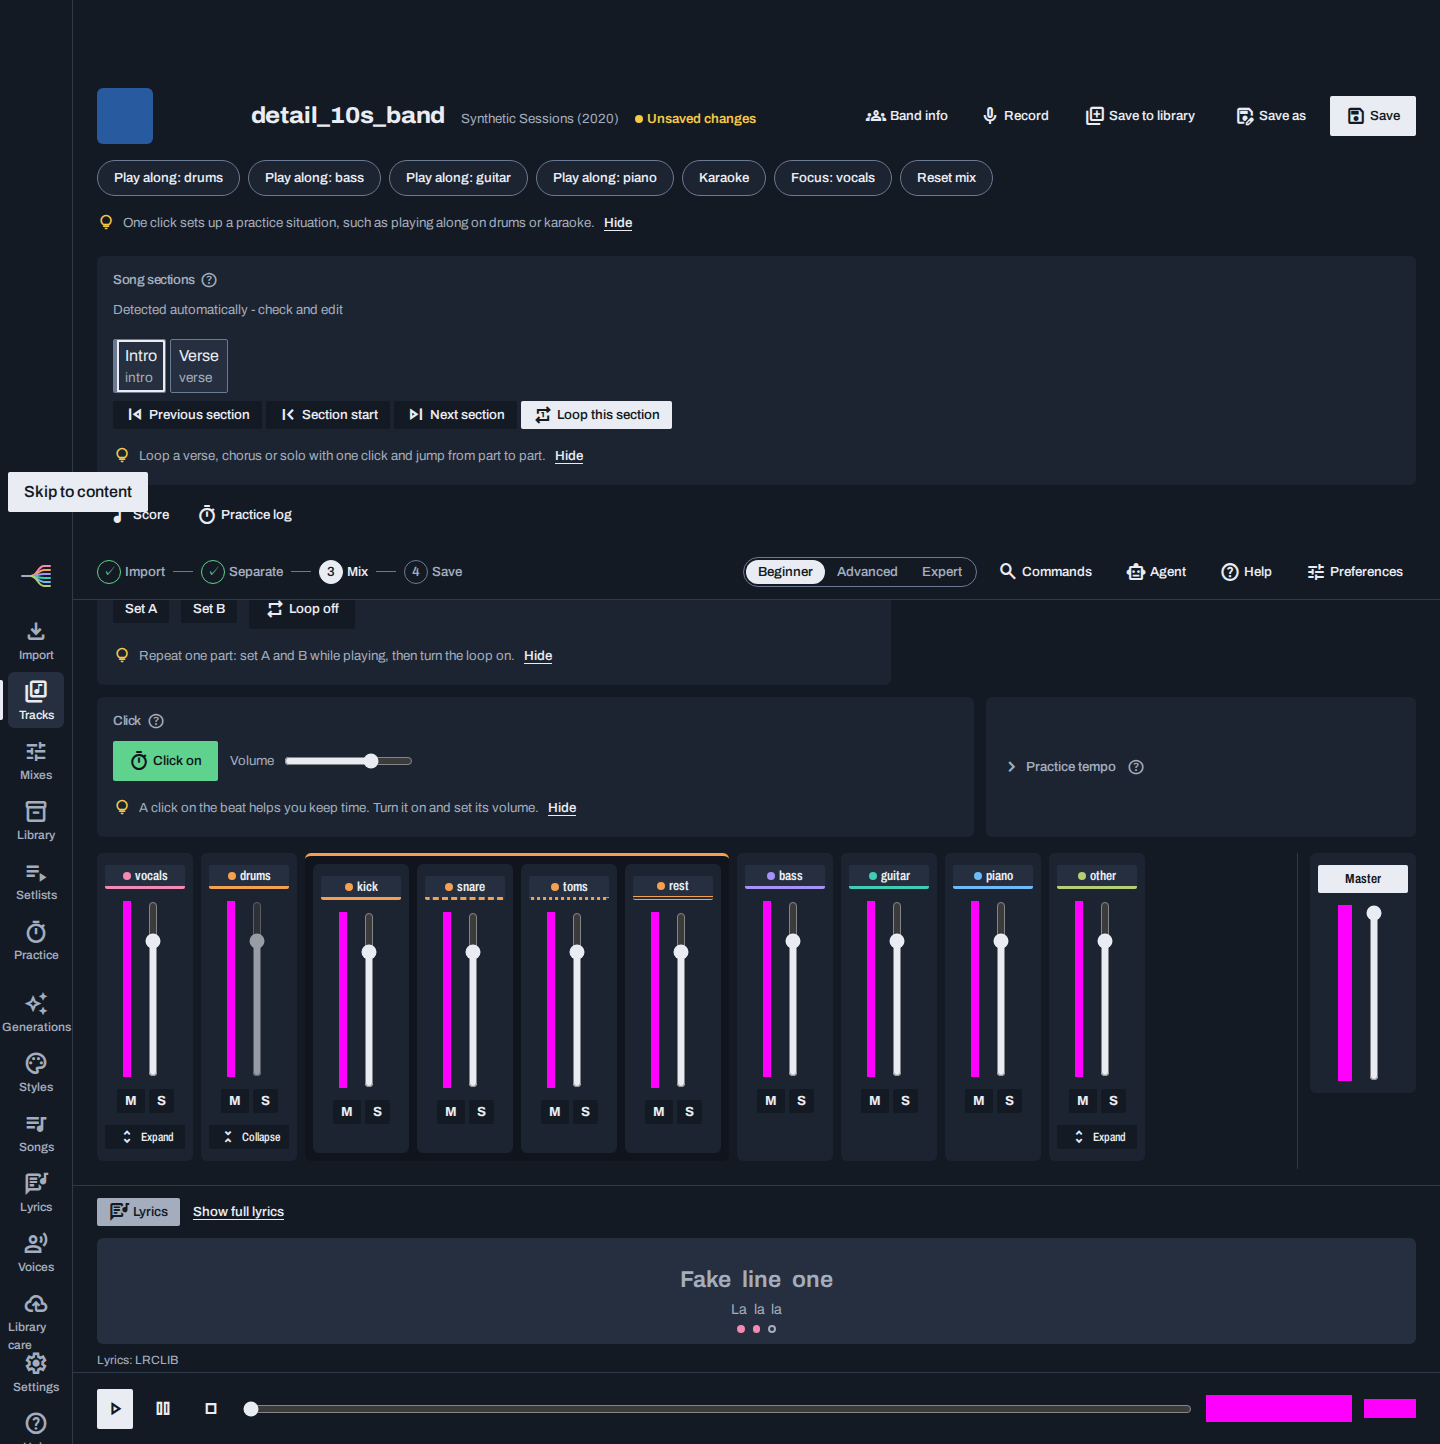 detail_10s_band Synthetic Sessions (2020) Unsaved changes Band info Record Save to library Save as Save
Play along: drums Play along: bass Play along: guitar Play along: piano Karaoke Focus: vocals Reset mix
One click sets up a practice situation, such as playing along on drums or karaoke. Hide
Song sections
Detected automatically - check and edit
Intro Verse
intro verse
Previous section Section start Next section Loop this section
Loop a verse, chorus or solo with one click and jump from part to part. Hide
Skip to content
Score Practice log
✓ Import ✓ Separate 3 Mix 4 Save Beginner Advanced Expert Commands Agent Help Preferences
Set A Set B Loop off
Repeat one part: set A and B while playing, then turn the loop on. Hide
Import
Tracks
Mixes
Library
Setlists
Practice
Generations
Styles
Songs
Lyrics
Voices
Library
care
Settings
Click
Click on Volume
Practice tempo
A click on the beat helps you keep time. Turn it on and set its volume. Hide
vocals drums kick snare toms rest bass guitar piano other Master
M S M S M S M S M S M S M S M S M S M S
Expand Collapse Expand
Lyrics Show full lyrics
Fake line one
La la la
Lyrics: LRCLIB